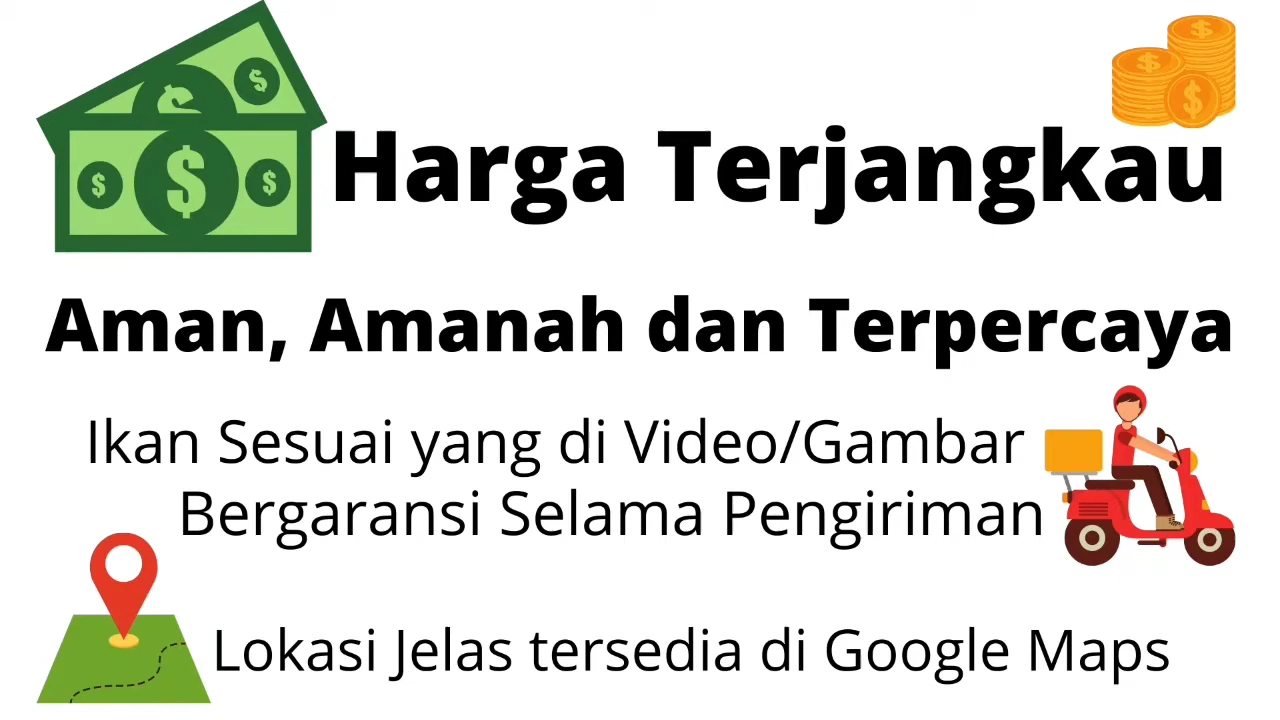 Harga Terjangkau
Aman, Amanah dan Terpercaya
Ikan Sesuai yang di Video/Gambar
Bergaransi Selama Pengiriman
Lokasi Jelas tersedia di Google Maps